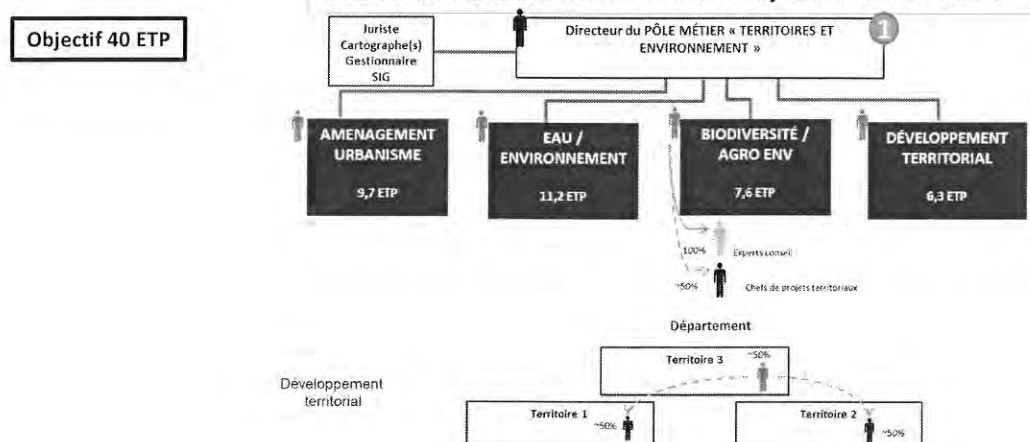 Objectif 40 ETP
Juriste
Cartographe(s)
Gestionnaire
SIG
Directeur du PÔLE MÉTIER « TERRITOIRES ET
ENVIRONNEMENT »
1
AMENAGEMENT
URBANISME
9,7 ETP
EAU /
ENVIRONNEMENT
11,2 ETP
BIODIVERSITÉ /
AGRO ENV
7,6 ETP
DÉVELOPPEMENT
TERRITORIAL
6,3 ETP
100%
Experts conseil
~50%
Chefs de projets territoriaux
Département
Territoire 3
~50%
Développement
territorial
Territoire 1
~50%
Territoire 2
~50%